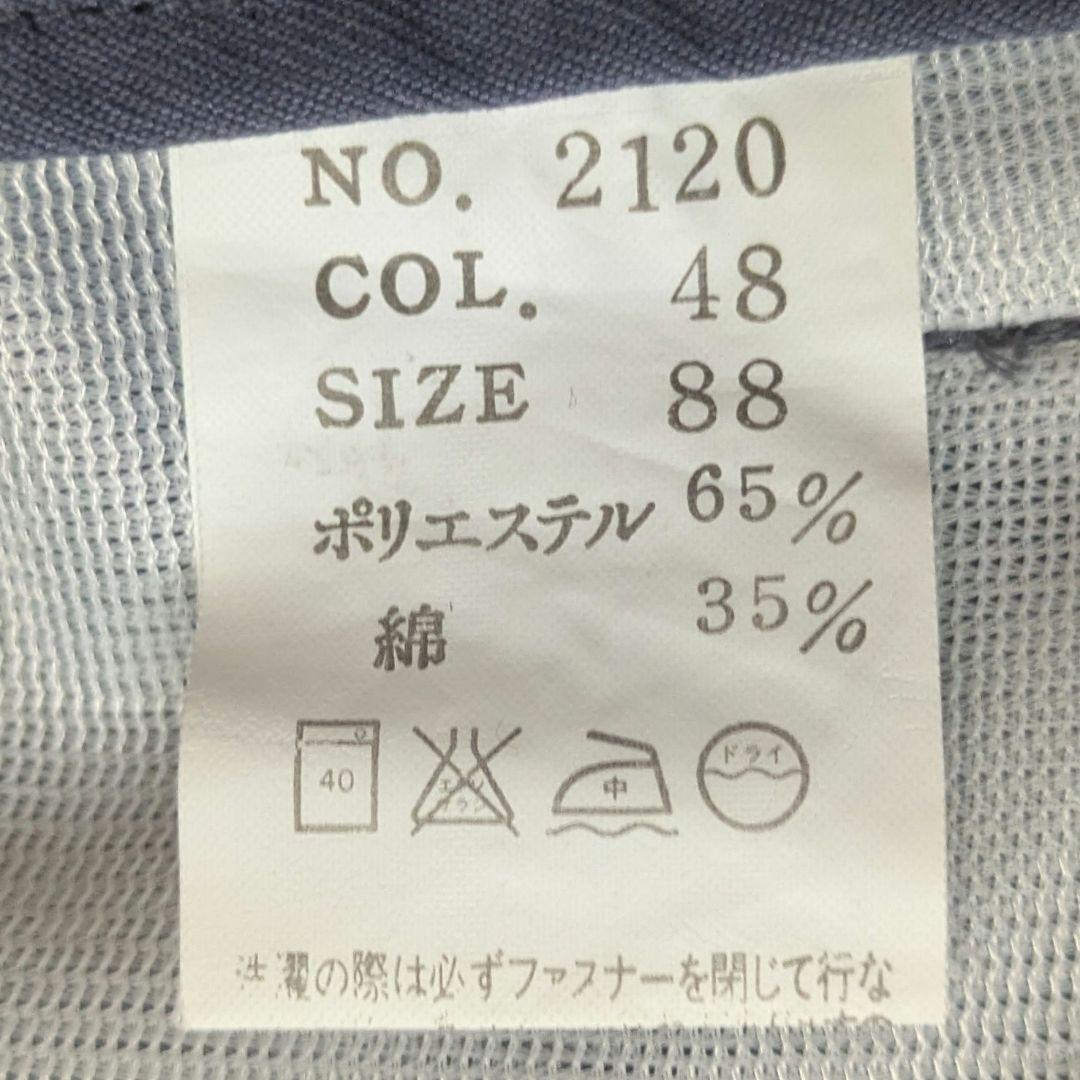 NO. 2120
COL. 48
SIZE 88
ポリエステル 65%
綿 35%
40
中
ドライ
洗濯の際は必ずファスナーを閉じて行な